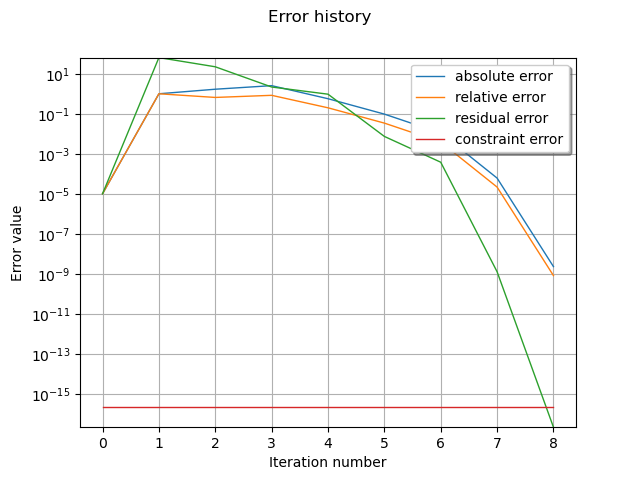 Error history
absolute error
relative error
residual error
constraint error
10¹
10⁻¹
10⁻³
10⁻⁵
10⁻⁷
10⁻⁹
10⁻¹¹
10⁻¹³
10⁻¹⁵
Error value
0 1 2 3 4 5 6 7 8
Iteration number